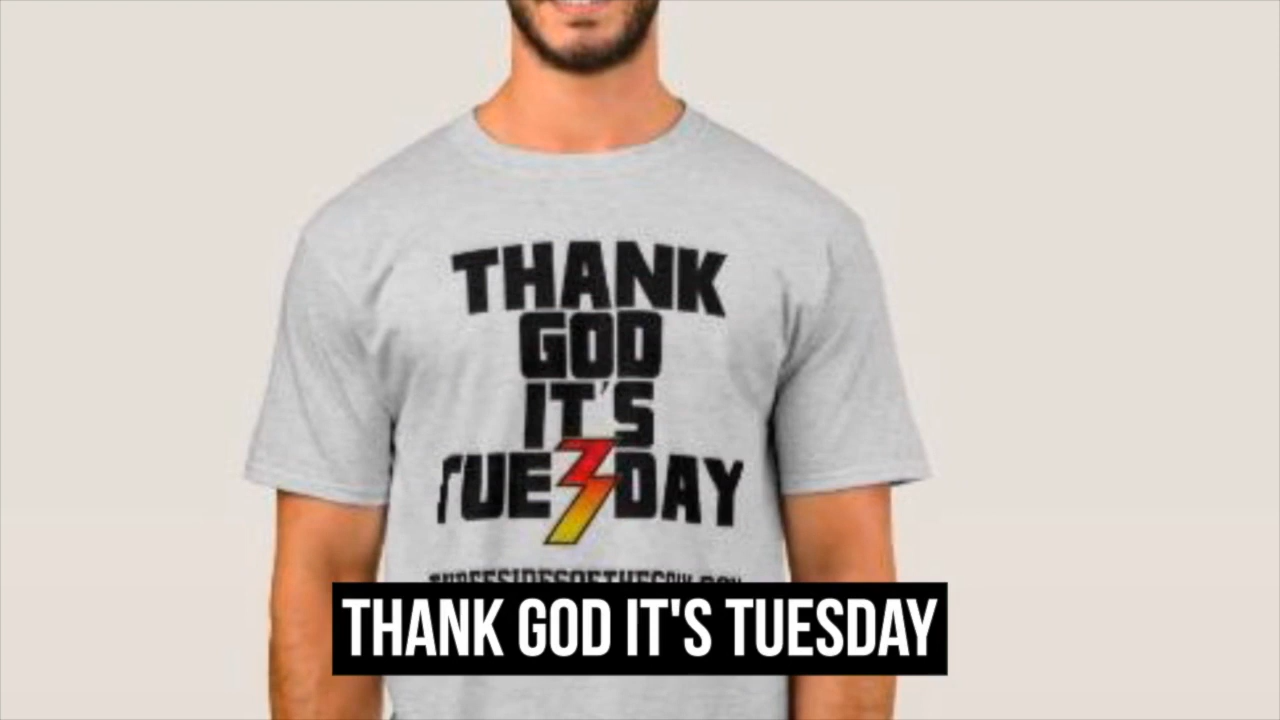 THANK
GOD
IT'S
TUESDAY
THANK GOD IT'S TUESDAY